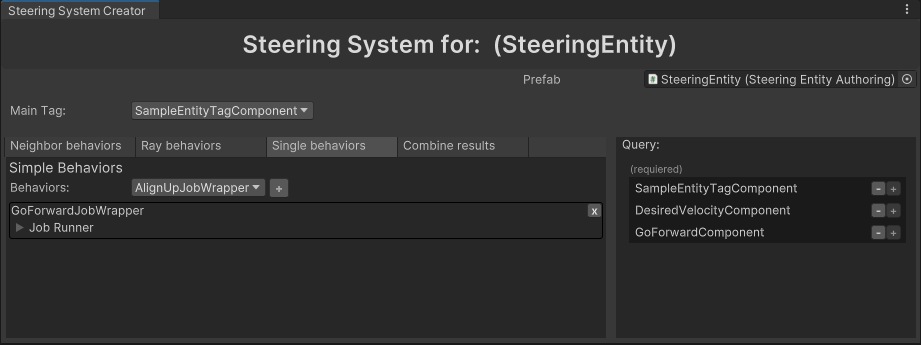 Steering System Creator
Steering System for: (SteeringEntity)
Prefab
SteeringEntity (Steering Entity Authoring)
Main Tag:
SampleEntityTagComponent
Neighbor behaviors
Ray behaviors
Single behaviors
Combine results
Simple Behaviors
Behaviors:
AlignUpJobWrapper
+
GoForwardJobWrapper
x
Job Runner
Query:
(requiered)
SampleEntityTagComponent
- +
DesiredVelocityComponent
- +
GoForwardComponent
- +